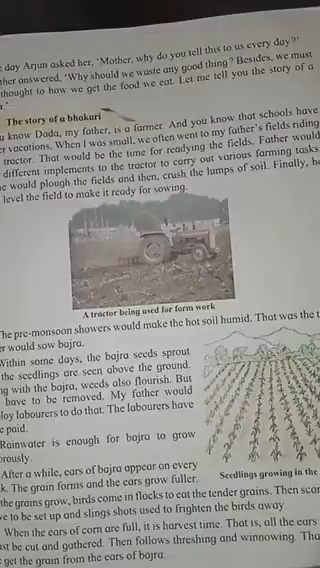 day Arjun asked her, 'Mother, why do you tell this to us every day?'
ther answered, 'Why should we waste any good thing? Besides, we must
thought to how we get the food we eat. Let me tell you the story of a
The story of a bhakari
u know Dada, my father, is a farmer. And you know that schools have
er vacations. When I was small, we often went to my father's fields riding
tractor. That would be the time for readying the fields. Father would
different implements to the tractor to carry out various farming tasks
e would plough the fields and then, crush the lumps of soil. Finally, h
level the field to make it ready for sowing.
A tractor being used for farm work
The pre-monsoon showers would make the hot soil humid. That was the t
er would sow bajra.
Within some days, the bajra seeds sprout
the seedlings are seen above the ground.
ng with the bajra, weeds also flourish. But
have to be removed. My father would
loy labourers to do that. The labourers have
e paid.
Rainwater is enough for bajra to grow
orously.
After a while, ears of bajra appear on every
k. The grain forms and the ears grow fuller.
Seedlings growing in the
the grains grow, birds come in flocks to eat the tender grains. Then scar
ve to be set up and slings shots used to frighten the birds away.
When the ears of corn are full, it is harvest time. That is, all the ears
ust be cut and gathered. Then follows threshing and winnowing. Tha
get the grain from the ears of bajra.